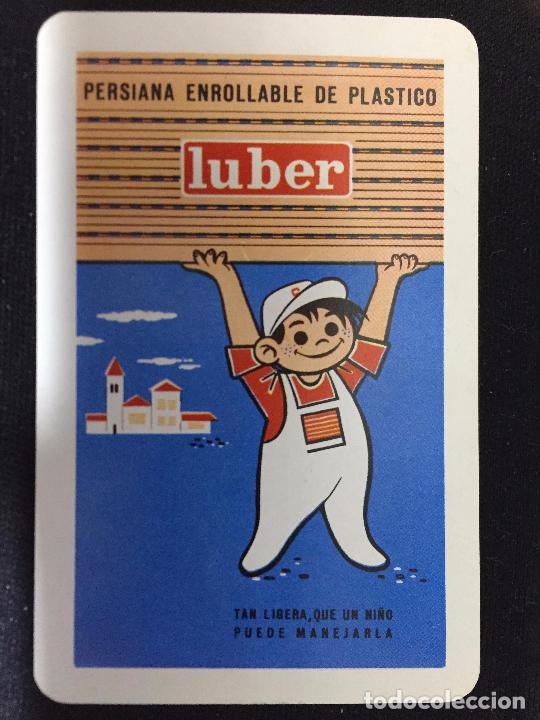 PERSIANA ENROLLABLE DE PLASTICO
luber
TAN LIGERA, QUE UN NIÑO
PUEDE MANEJARLA
todocoleccion